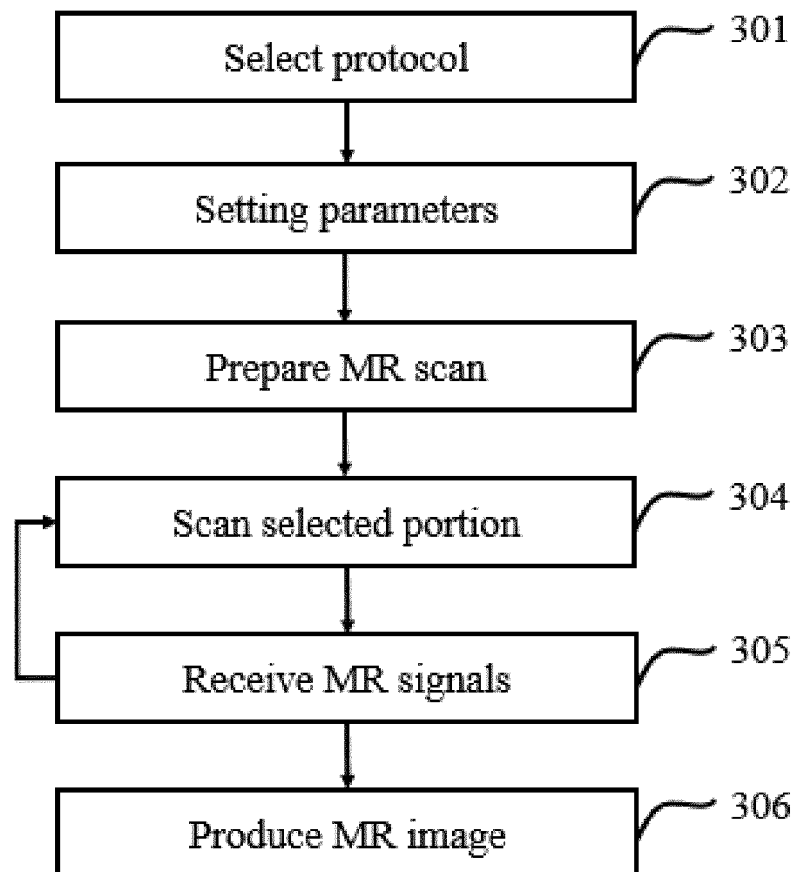 Select protocol 301
Setting parameters 302
Prepare MR scan 303
Scan selected portion 304
Receive MR signals 305
Produce MR image 306